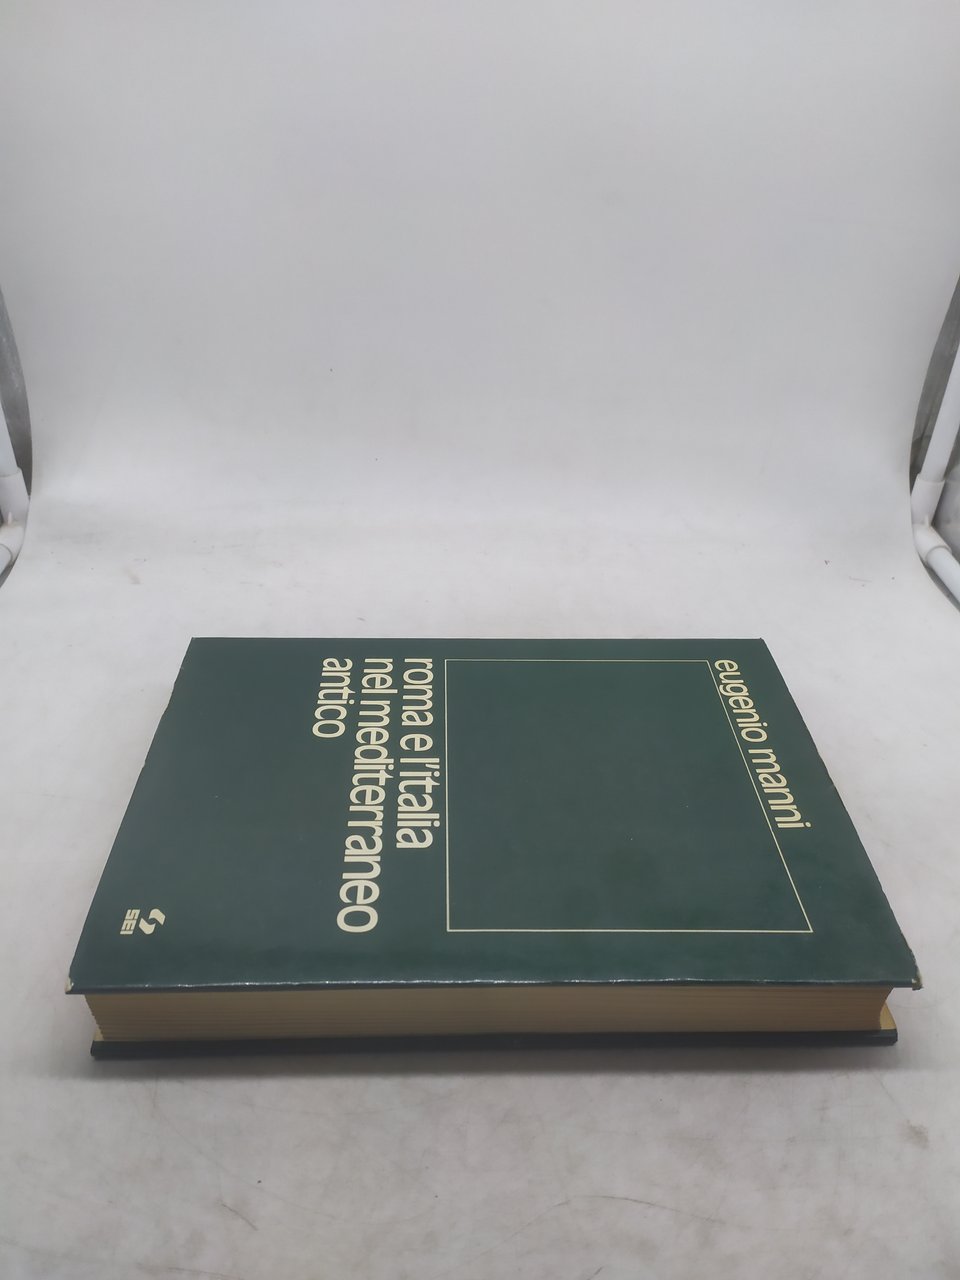 eugenio manni
roma e l'italia
nel mediterraneo
antico
SEI